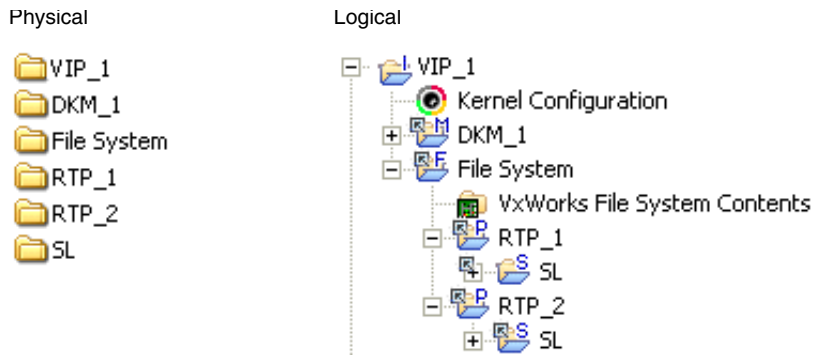 Physical
VIP_1
DKM_1
File System
RTP_1
RTP_2
SL
Logical
I VIP_1
Kernel Configuration
M DKM_1
F File System
VxWorks File System Contents
P RTP_1
S SL
P RTP_2
S SL